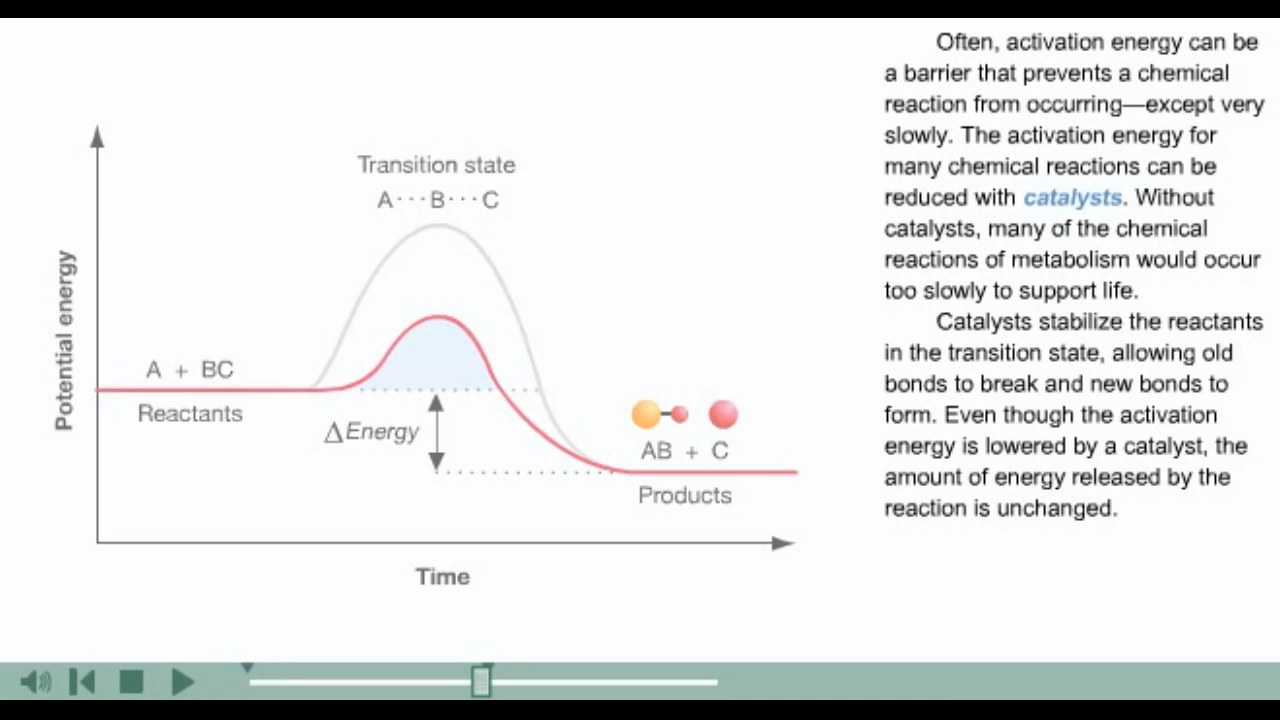 Often, activation energy can be
a barrier that prevents a chemical
reaction from occurring—except very
slowly. The activation energy for
many chemical reactions can be
reduced with catalysts. Without
catalysts, many of the chemical
reactions of metabolism would occur
too slowly to support life.
Catalysts stabilize the reactants
in the transition state, allowing old
bonds to break and new bonds to
form. Even though the activation
energy is lowered by a catalyst, the
amount of energy released by the
reaction is unchanged.
Transition state
A···B···C
Potential energy
A + BC
Reactants
ΔEnergy
AB + C
Products
Time